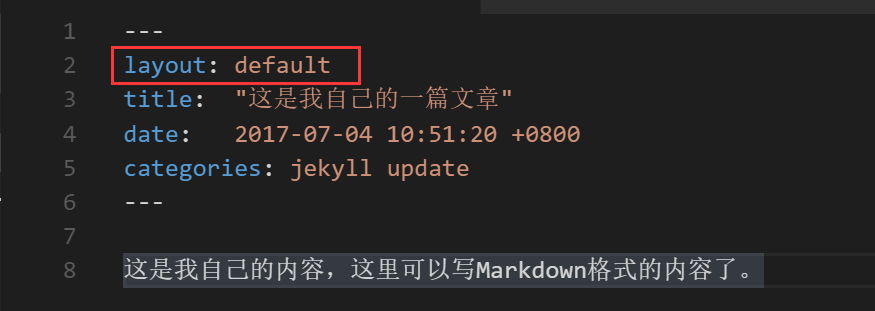 1 ---
2 layout: default
3 title:  "这是我自己的一篇文章"
4 date:   2017-07-04 10:51:20 +0800
5 categories: jekyll update
6 ---
7
8 这是我自己的内容，这里可以写Markdown格式的内容了。